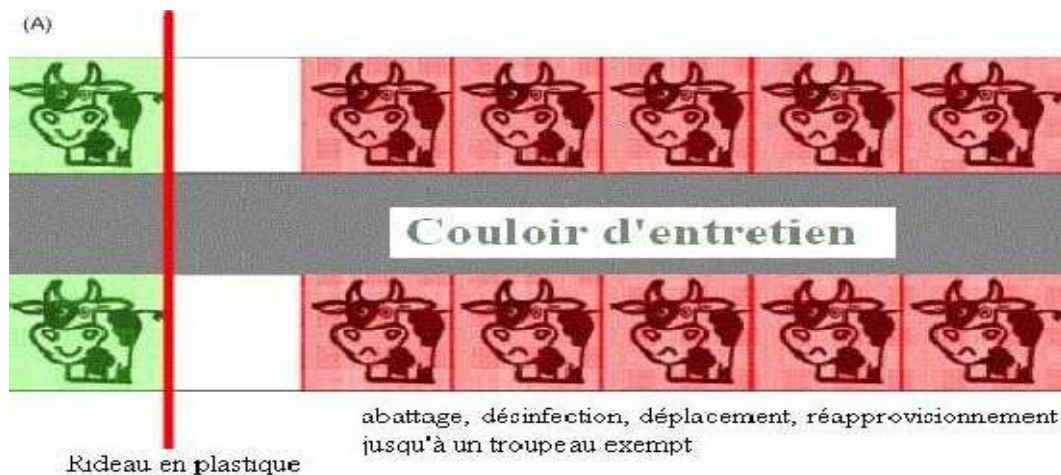 (A)
Couloir d'entretien
abattage, désinfection, déplacement, réapprovisionnement
jusqu'à un troupeau exempt
Rideau en plastique